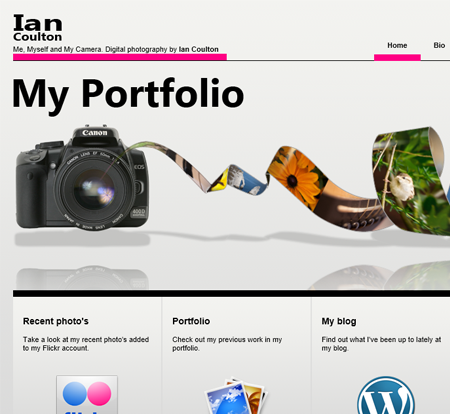 Ian
Coulton
Me, Myself and My Camera. Digital photography by Ian Coulton
Home
Bio
My Portfolio
Canon
EOS
400D
Recent photo's
Take a look at my recent photo's added
to my Flickr account.
Portfolio
Check out my previous work in my
portfolio.
My blog
Find out what I've been up to lately at
my blog.